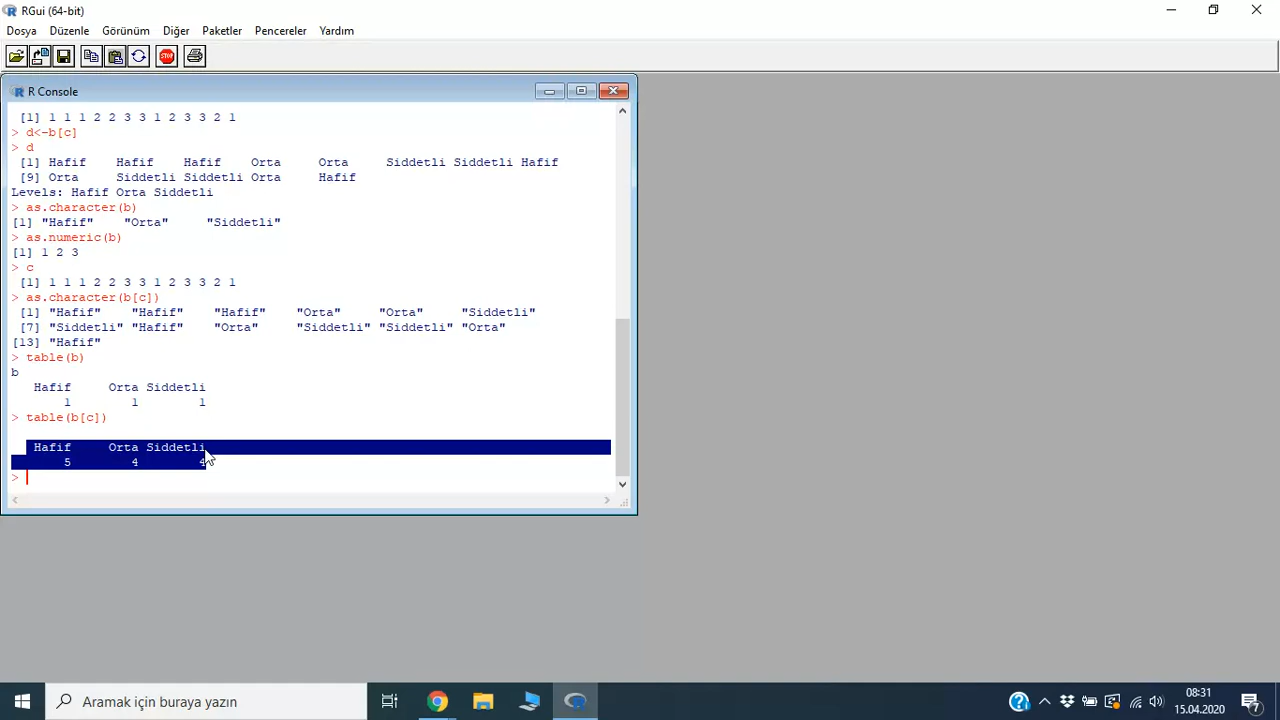 RGui (64-bit)
Dosya Düzenle Görünüm Diğer Paketler Pencereler Yardım
STOP
R Console
[1] 1 1 1 2 2 3 3 1 2 3 3 2 1
> d<-b[c]
> d
[1] Hafif Hafif Hafif Orta Orta Siddetli Siddetli Hafif
[9] Orta Siddetli Siddetli Orta Hafif
Levels: Hafif Orta Siddetli
> as.character(b)
[1] "Hafif" "Orta" "Siddetli"
> as.numeric(b)
[1] 1 2 3
> c
[1] 1 1 1 2 2 3 3 1 2 3 3 2 1
> as.character(b[c])
[1] "Hafif" "Hafif" "Hafif" "Orta" "Orta" "Siddetli"
[7] "Siddetli" "Hafif" "Orta" "Siddetli" "Siddetli" "Orta"
[13] "Hafif"
> table(b)
b
Hafif Orta Siddetli
1 1 1
> table(b[c])
Hafif Orta Siddetli
5 4 4
>
Aramak için buraya yazın
08:31
15.04.2020
7